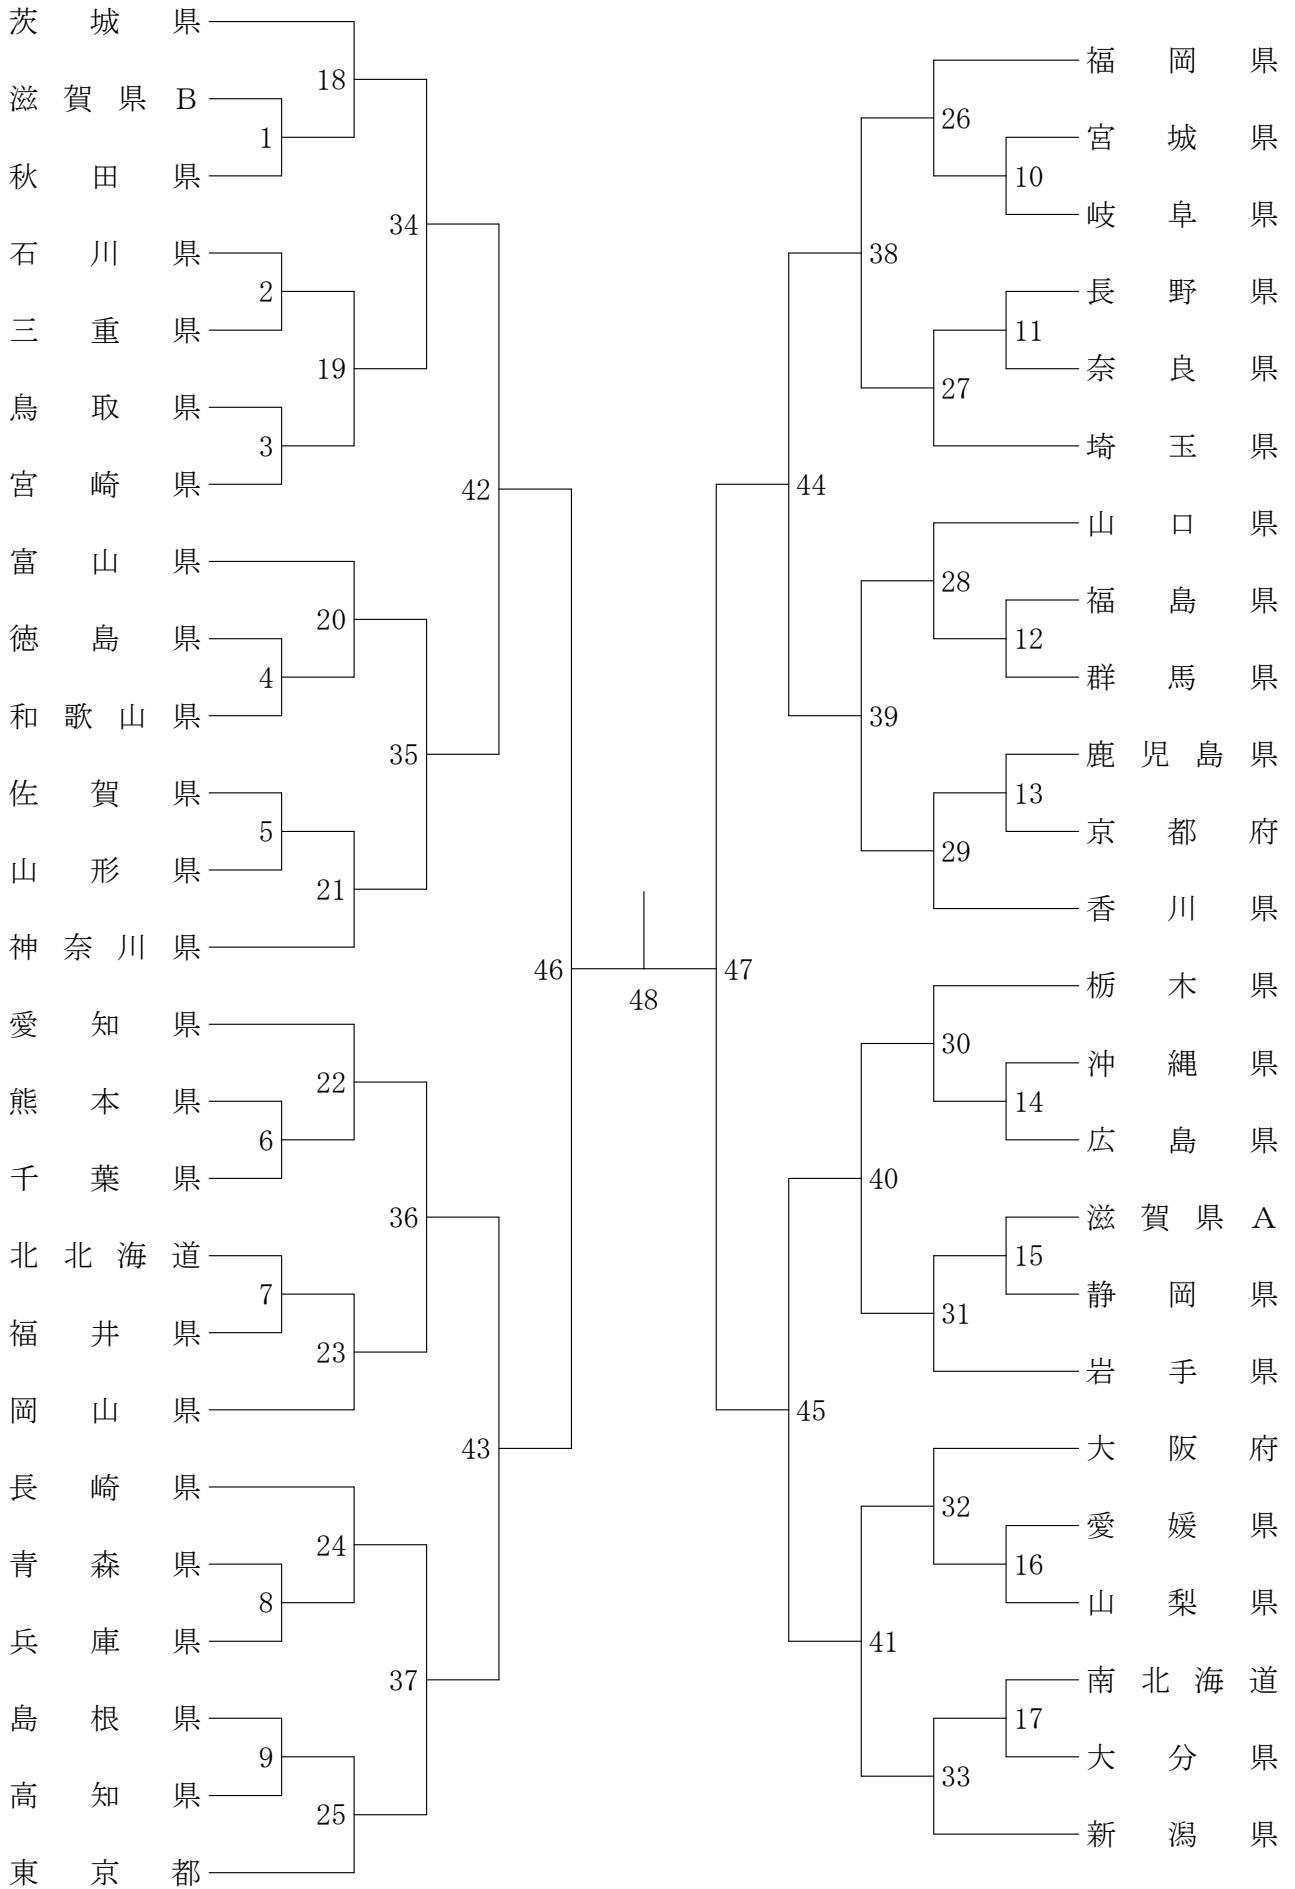 茨城県
18
滋賀県B
1
秋田県
34
石川県
2
三重県
19
鳥取県
3
宮崎県
42
富山県
20
徳島県
4
和歌山県
35
佐賀県
5
山形県
21
神奈川県
46
愛知県
22
熊本県
6
千葉県
36
北北海道
7
福井県
23
岡山県
43
長崎県
24
青森県
8
兵庫県
37
島根県
9
高知県
25
東京都
48
福岡県
26
宮城県
10
岐阜県
38
長野県
11
奈良県
27
埼玉県
44
山口県
28
福島県
12
群馬県
39
鹿児島県
13
京都府
29
香川県
47
栃木県
30
沖縄県
14
広島県
40
滋賀県A
15
静岡県
31
岩手県
45
大阪府
32
愛媛県
16
山梨県
41
南北海道
17
大分県
33
新潟県